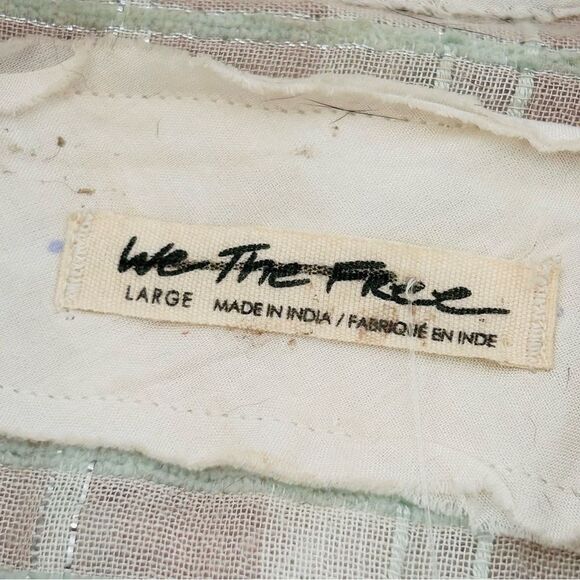 We The Free
LARGE MADE IN INDIA / FABRIQUÉ EN INDE